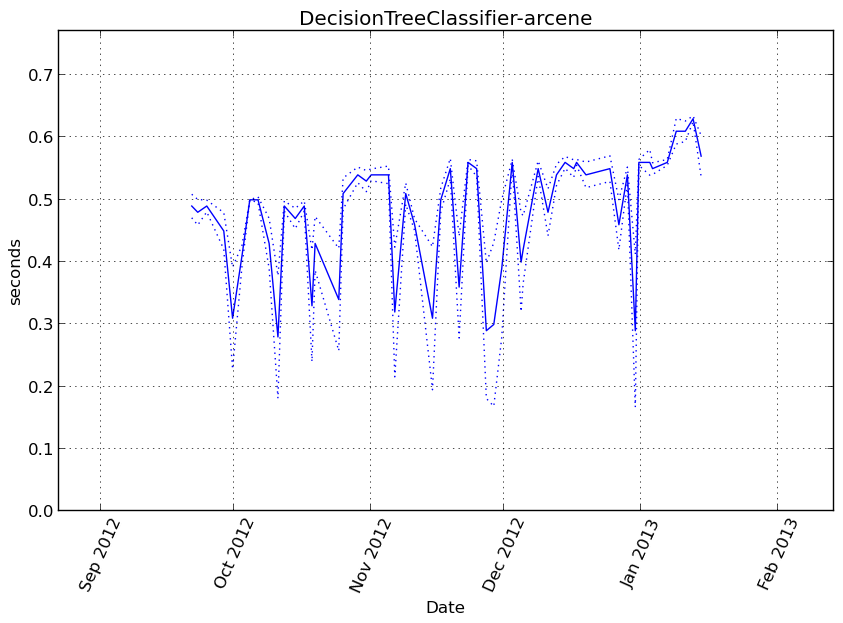 DecisionTreeClassifier-arcene
0.7
0.6
0.5
0.4
0.3
0.2
0.1
0.0
seconds
Sep 2012
Oct 2012
Nov 2012
Dec 2012
Jan 2013
Feb 2013
Date